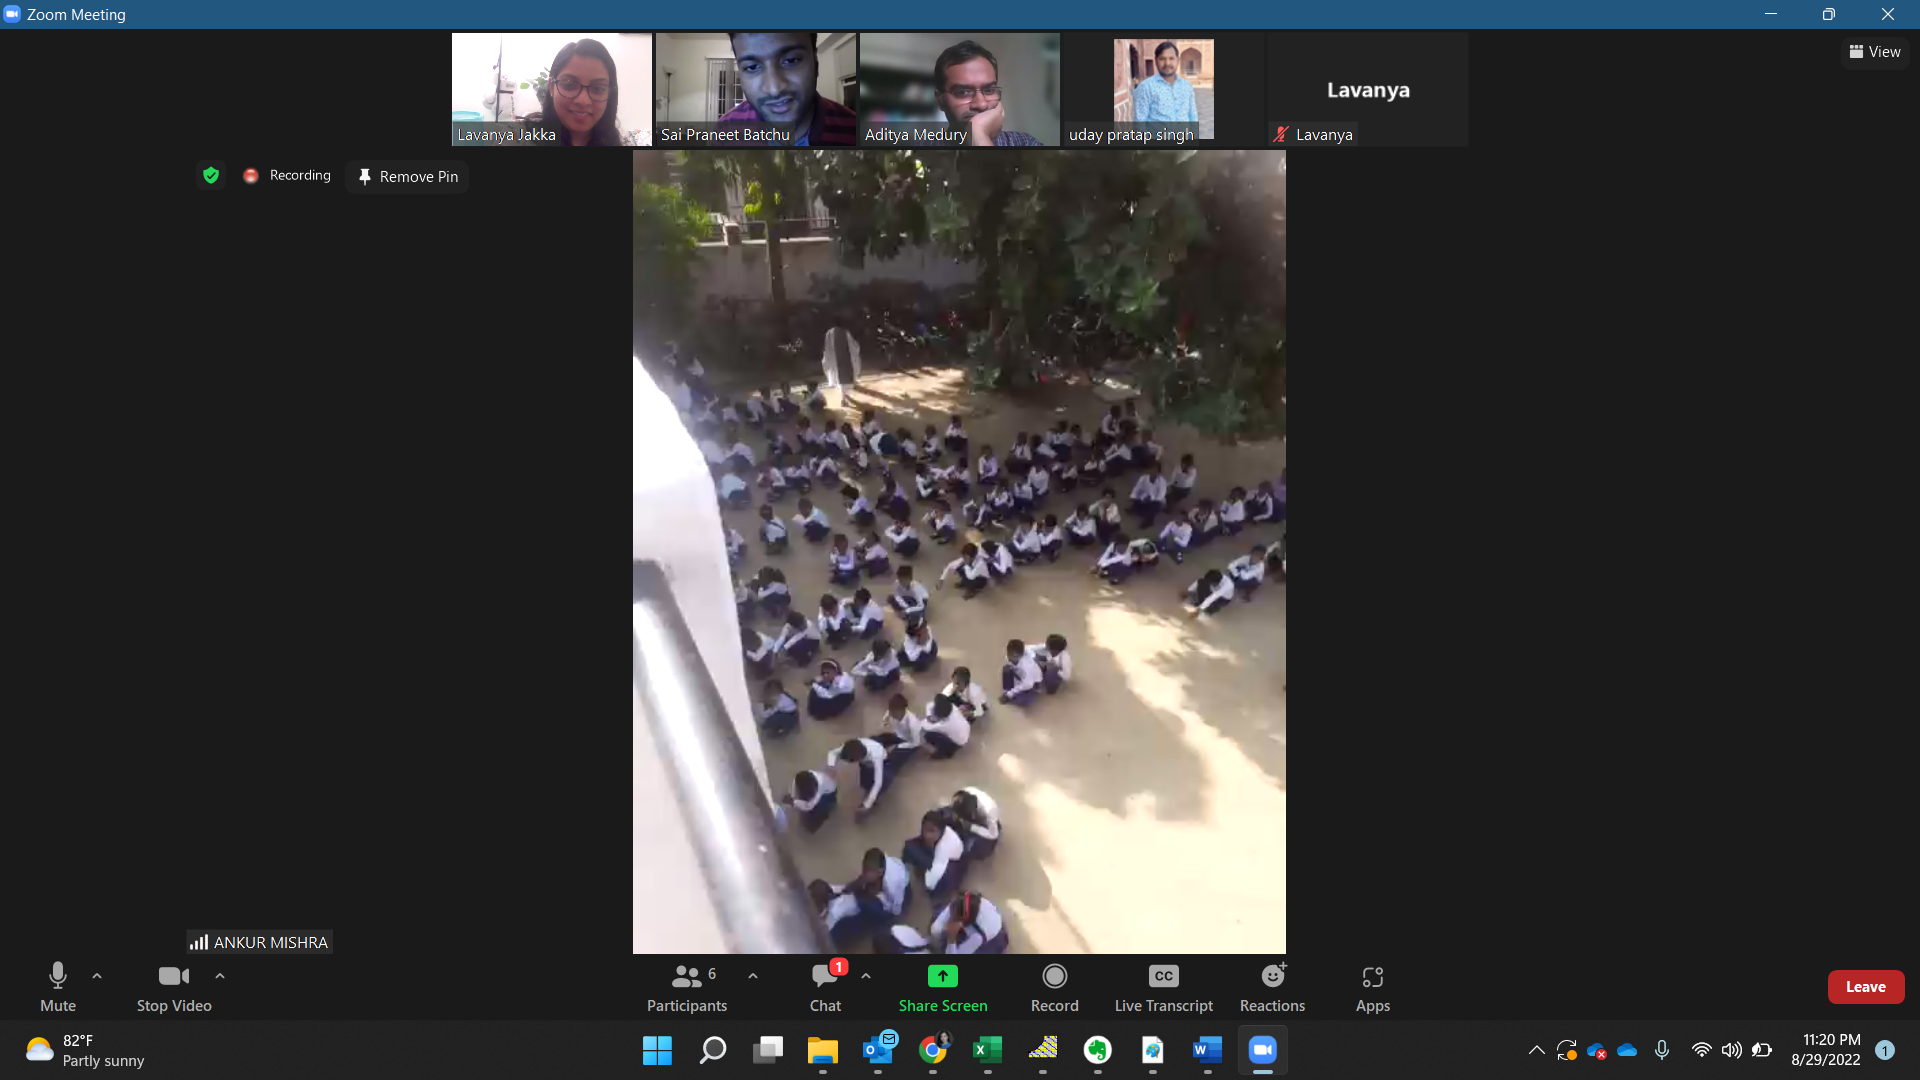 Zoom Meeting
View
Lavanya
Lavanya Jakka
Sai Praneet Batchu
Aditya Medury
uday pratap singh
Lavanya
Recording
Remove Pin
ANKUR MISHRA
6
1
CC
Mute
Stop Video
Participants
Chat
Share Screen
Record
Live Transcript
Reactions
Apps
Leave
82°F
Partly sunny
11:20 PM
8/29/2022
1